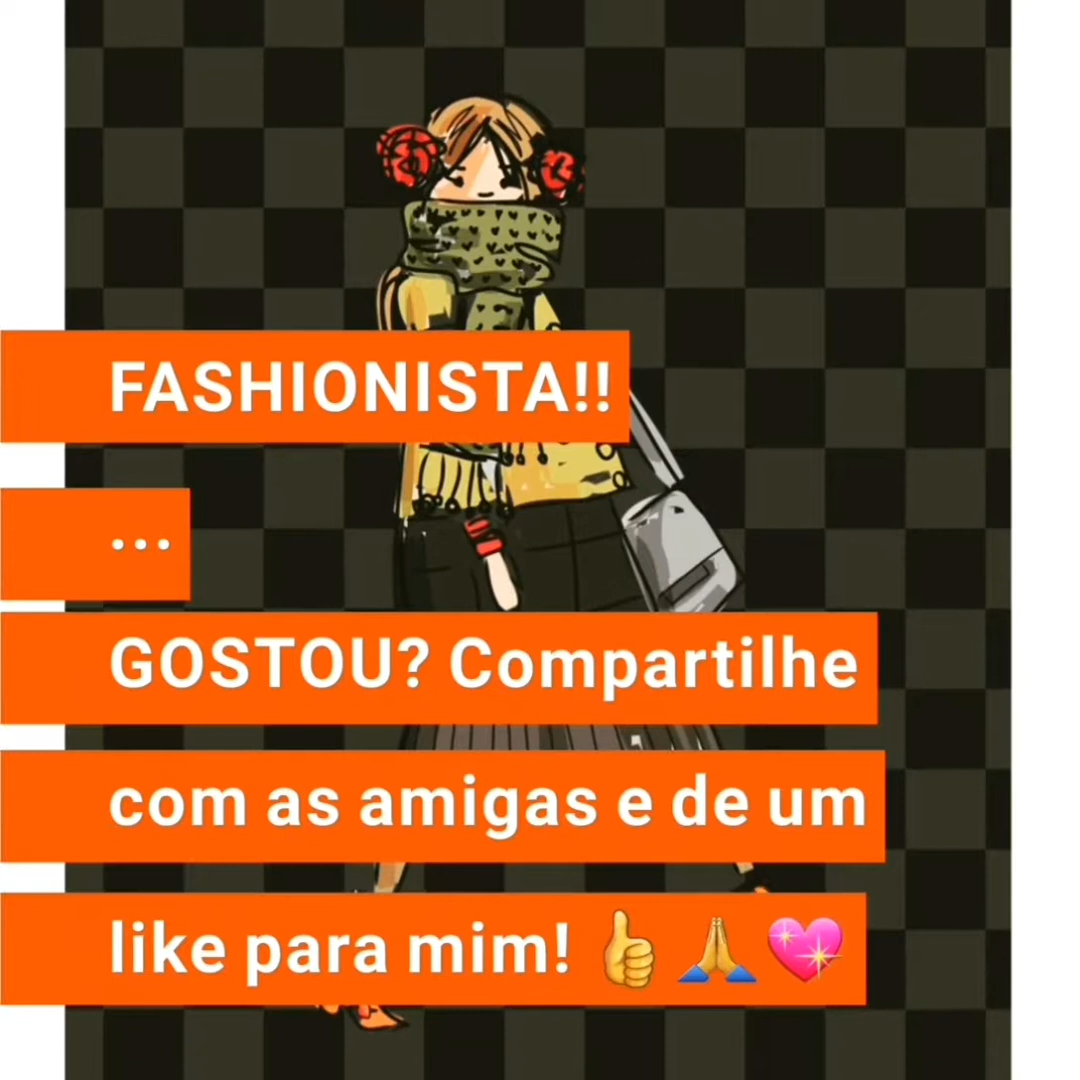 FASHIONISTA!!
...
GOSTOU? Compartilhe
com as amigas e de um
like para mim! 👍🙏💖